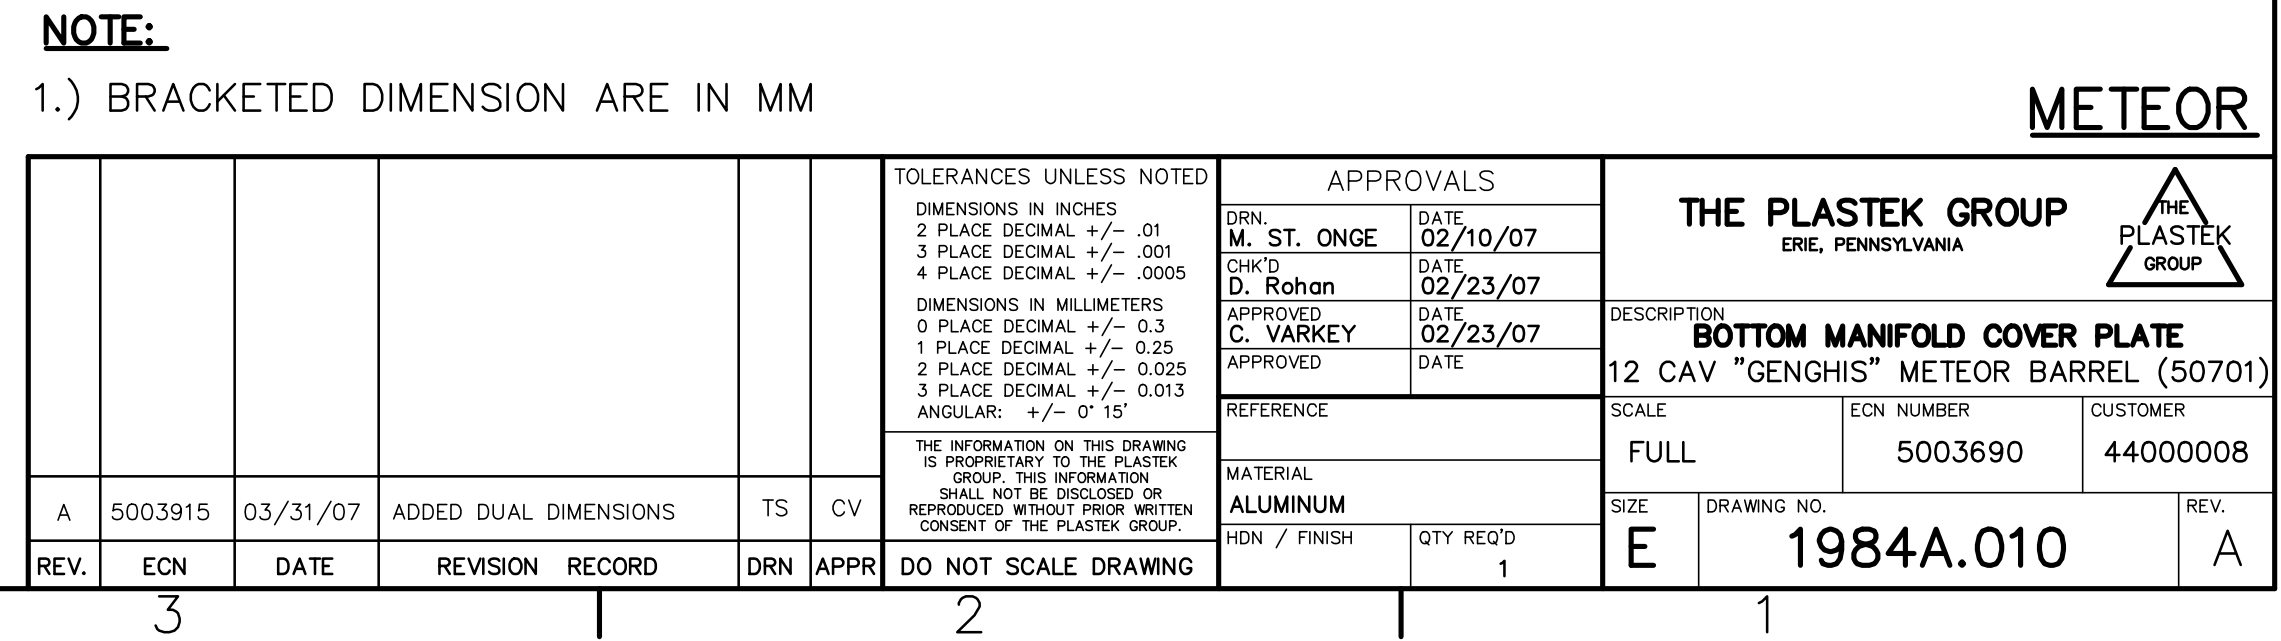 NOTE:
1.) BRACKETED DIMENSION ARE IN MM
METEOR
A 5003915 03/31/07 ADDED DUAL DIMENSIONS TS CV
REV. ECN DATE REVISION RECORD DRN APPR
TOLERANCES UNLESS NOTED
DIMENSIONS IN INCHES
2 PLACE DECIMAL +/- .01
3 PLACE DECIMAL +/- .001
4 PLACE DECIMAL +/- .0005
DIMENSIONS IN MILLIMETERS
0 PLACE DECIMAL +/- 0.3
1 PLACE DECIMAL +/- 0.25
2 PLACE DECIMAL +/- 0.025
3 PLACE DECIMAL +/- 0.013
ANGULAR: +/- 0° 15'
THE INFORMATION ON THIS DRAWING
IS PROPRIETARY TO THE PLASTEK
GROUP. THIS INFORMATION
SHALL NOT BE DISCLOSED OR
REPRODUCED WITHOUT PRIOR WRITTEN
CONSENT OF THE PLASTEK GROUP.
DO NOT SCALE DRAWING
APPROVALS
DRN. DATE
M. ST. ONGE 02/10/07
CHK'D DATE
D. Rohan 02/23/07
APPROVED DATE
C. VARKEY 02/23/07
APPROVED DATE
REFERENCE
MATERIAL
ALUMINUM
HDN / FINISH QTY REQ'D
1
THE PLASTEK GROUP
ERIE, PENNSYLVANIA
THE
PLASTEK
GROUP
DESCRIPTION
BOTTOM MANIFOLD COVER PLATE
12 CAV "GENGHIS" METEOR BARREL (50701)
SCALE ECN NUMBER CUSTOMER
FULL 5003690 44000008
SIZE DRAWING NO. REV.
E 1984A.010 A
3 2 1